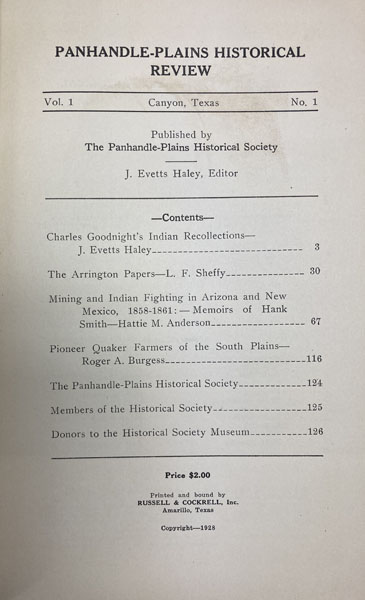 PANHANDLE-PLAINS HISTORICAL
REVIEW
Vol. 1 Canyon, Texas No. 1
Published by
The Panhandle-Plains Historical Society
J. Evetts Haley, Editor
—Contents—
Charles Goodnight's Indian Recollections—
J. Evetts Haley 3
The Arrington Papers—L. F. Sheffy 30
Mining and Indian Fighting in Arizona and New
Mexico, 1858-1861: — Memoirs of Hank
Smith—Hattie M. Anderson 67
Pioneer Quaker Farmers of the South Plains—
Roger A. Burgess 116
The Panhandle-Plains Historical Society 124
Members of the Historical Society 125
Donors to the Historical Society Museum 126
Price $2.00
Printed and bound by
RUSSELL & COCKRELL, Inc.
Amarillo, Texas
Copyright—1928